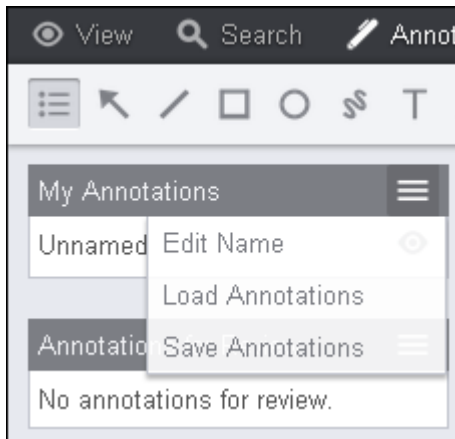 View Search Annot
T
My Annotations
Unnamed
Edit Name
Load Annotations
Annotatio
Save Annotations
No annotations for review.